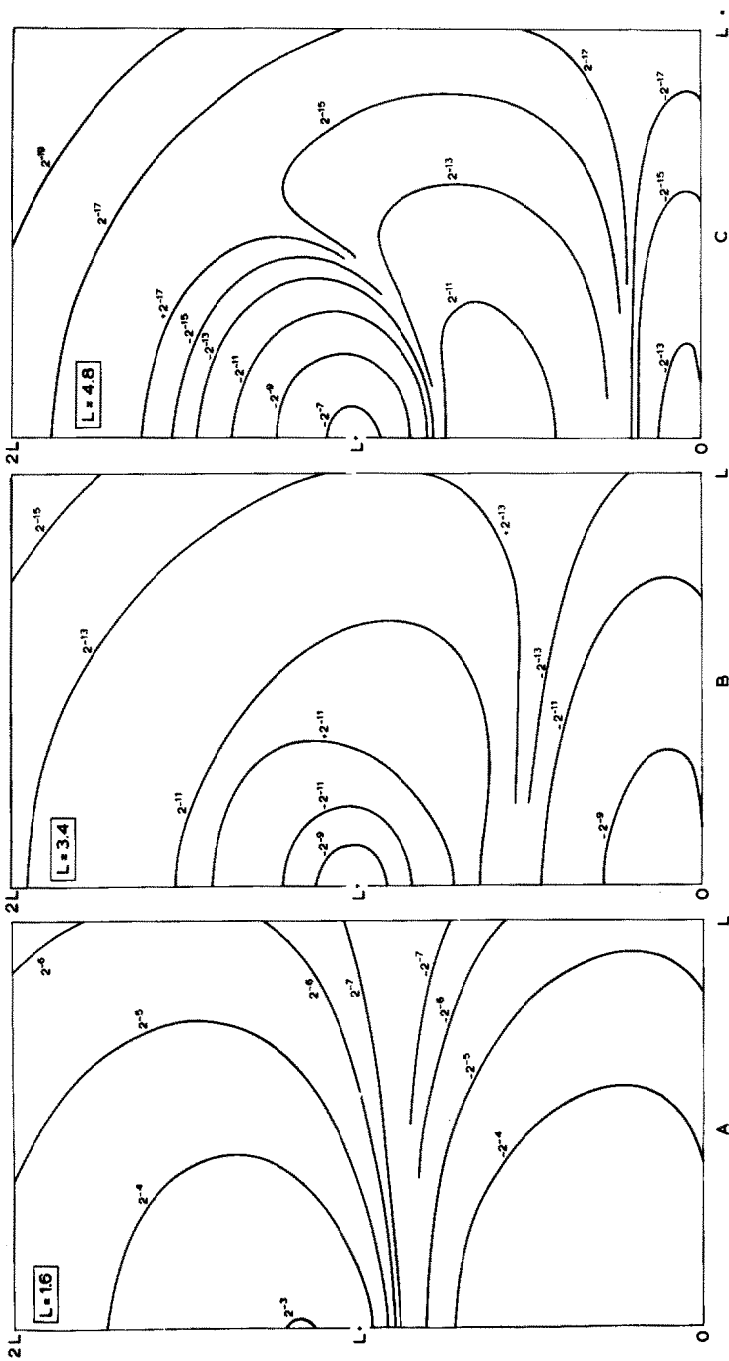 2L
L = 1.6
2⁻⁶
2⁻⁵
2⁻⁴
2⁻³
2⁻⁶
2⁻⁷
L
-2⁻⁷
-2⁻⁶
-2⁻⁵
-2⁻⁴
0
A
L
2L
L = 3.4
2⁻¹⁵
2⁻¹³
2⁻¹¹
+2⁻¹¹
-2⁻¹¹
-2⁻⁹
L
+2⁻¹³
-2⁻¹³
-2⁻¹¹
-2⁻⁹
0
B
L
2L
L = 4.8
2⁻¹⁹
2⁻¹⁷
+2⁻¹⁷
-2⁻¹⁵
-2⁻¹³
-2⁻¹¹
-2⁻⁹
-2⁻⁷
L
2⁻¹⁵
2⁻¹³
2⁻¹¹
2⁻¹⁷
-2⁻¹⁷
-2⁻¹⁵
-2⁻¹³
0
C
L